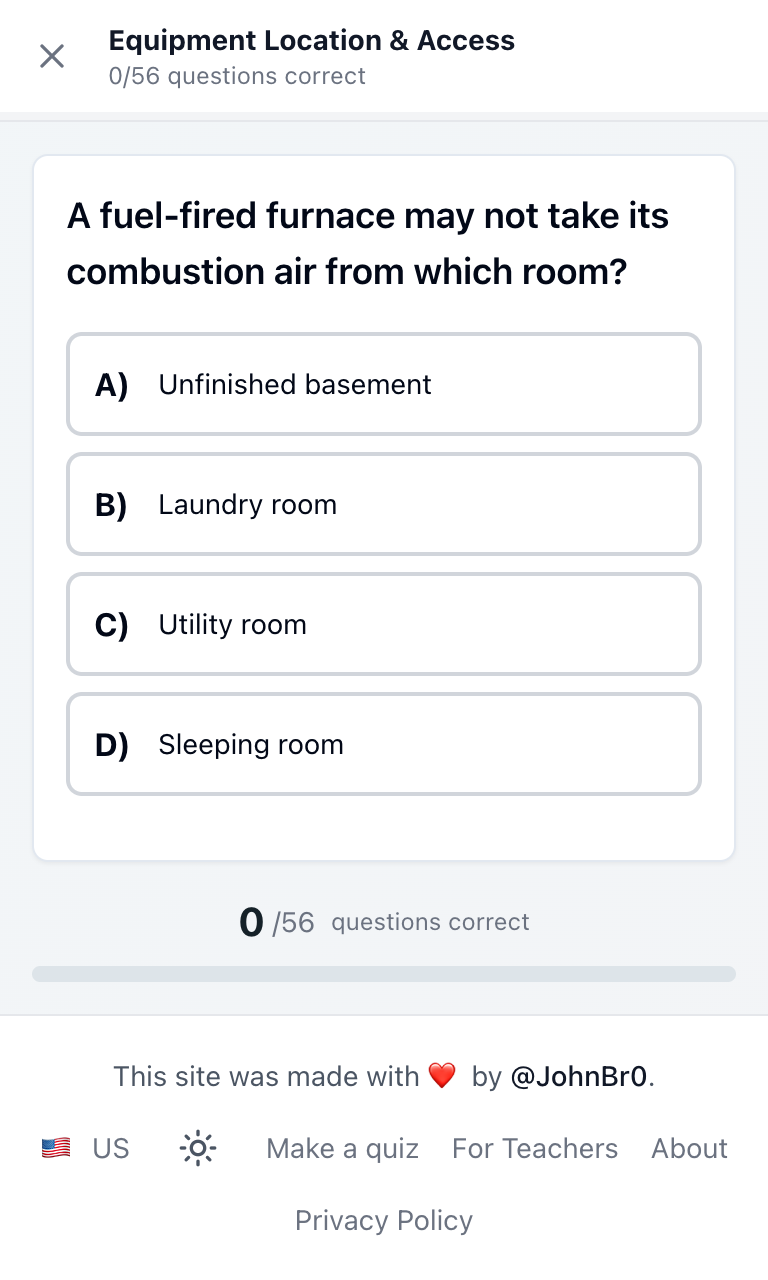 Equipment Location & Access
0/56 questions correct
A fuel-fired furnace may not take its
combustion air from which room?
A) Unfinished basement
B) Laundry room
C) Utility room
D) Sleeping room
0 /56 questions correct
This site was made with ❤️ by @JohnBr0.
🇺🇸 US Make a quiz For Teachers About
Privacy Policy